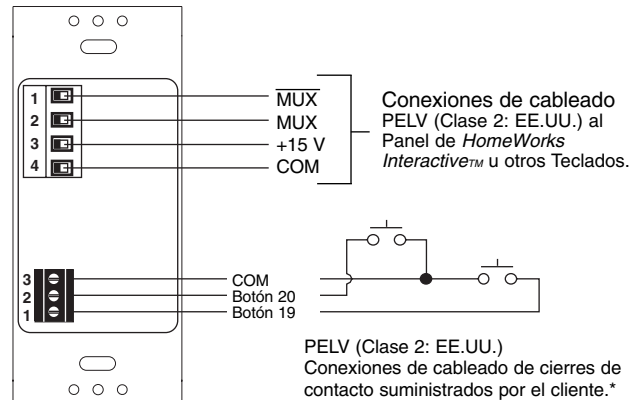 1
2
3
4
MUX
MUX
+15 V
COM
Conexiones de cableado
PELV (Clase 2: EE.UU.) al
Panel de HomeWorks
Interactive™ u otros Teclados.
3
2
1
COM
Botón 20
Botón 19
PELV (Clase 2: EE.UU.)
Conexiones de cableado de cierres de
contacto suministrados por el cliente.*